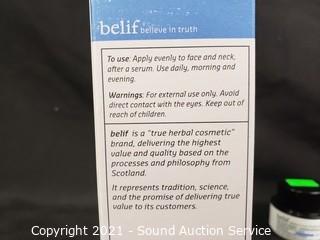 belif believe in truth
To use: Apply evenly to face and neck,
after a serum. Use daily, morning and
evening.
Warnings: For external use only. Avoid
direct contact with the eyes. Keep out of
reach of children.
belif is a "true herbal cosmetic"
brand, delivering the highest
value and quality based on the
processes and philosophy from
Scotland.
It represents tradition, science,
and the promise of delivering true
value to its customers.
Copyright 2021 - Sound Auction Service